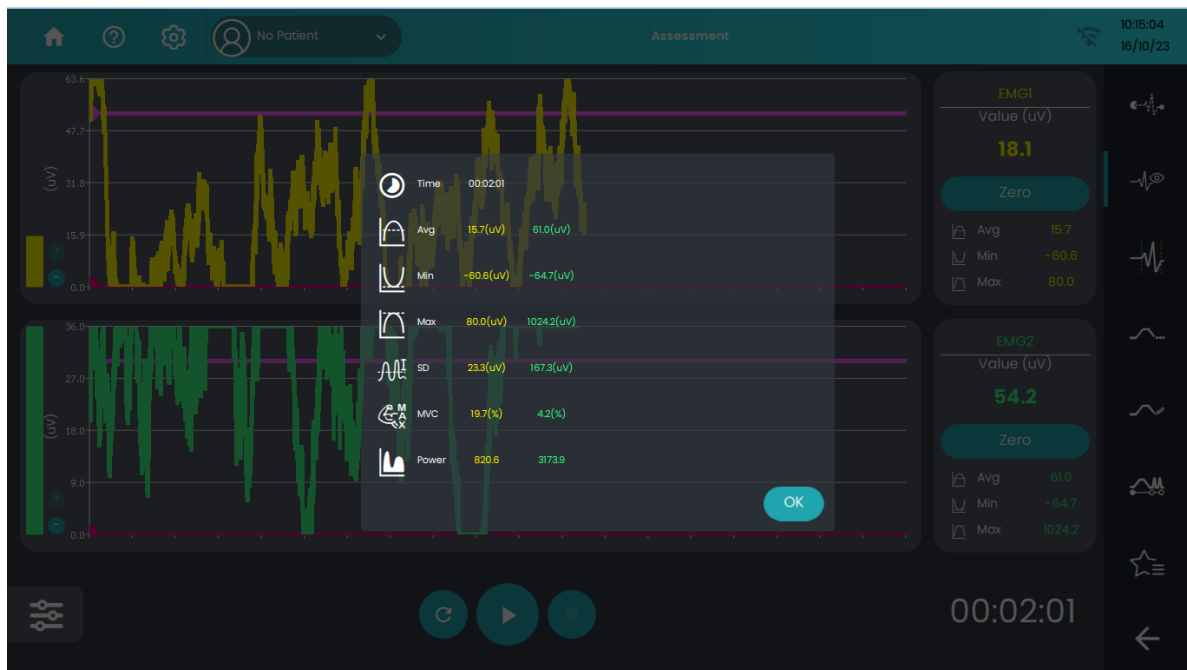 No Patient
Assessment
10:15:04
16/10/23
63.6
47.7
31.8
15.9
0.0
(uV)
EMG1
Value (uV)
18.1
Zero
Avg 15.7
Min -60.6
Max 80.0
Time 00:02:01
Avg 15.7(uV) 61.0(uV)
Min -60.6(uV) -64.7(uV)
Max 80.0(uV) 1024.2(uV)
SD 23.3(uV) 167.3(uV)
MVC 19.7(%) 4.2(%)
Power 820.6 3173.9
MAX
OK
36.0
27.0
18.0
9.0
0.0
(uV)
EMG2
Value (uV)
54.2
Zero
Avg 61.0
Min -64.7
Max 1024.2
00:02:01